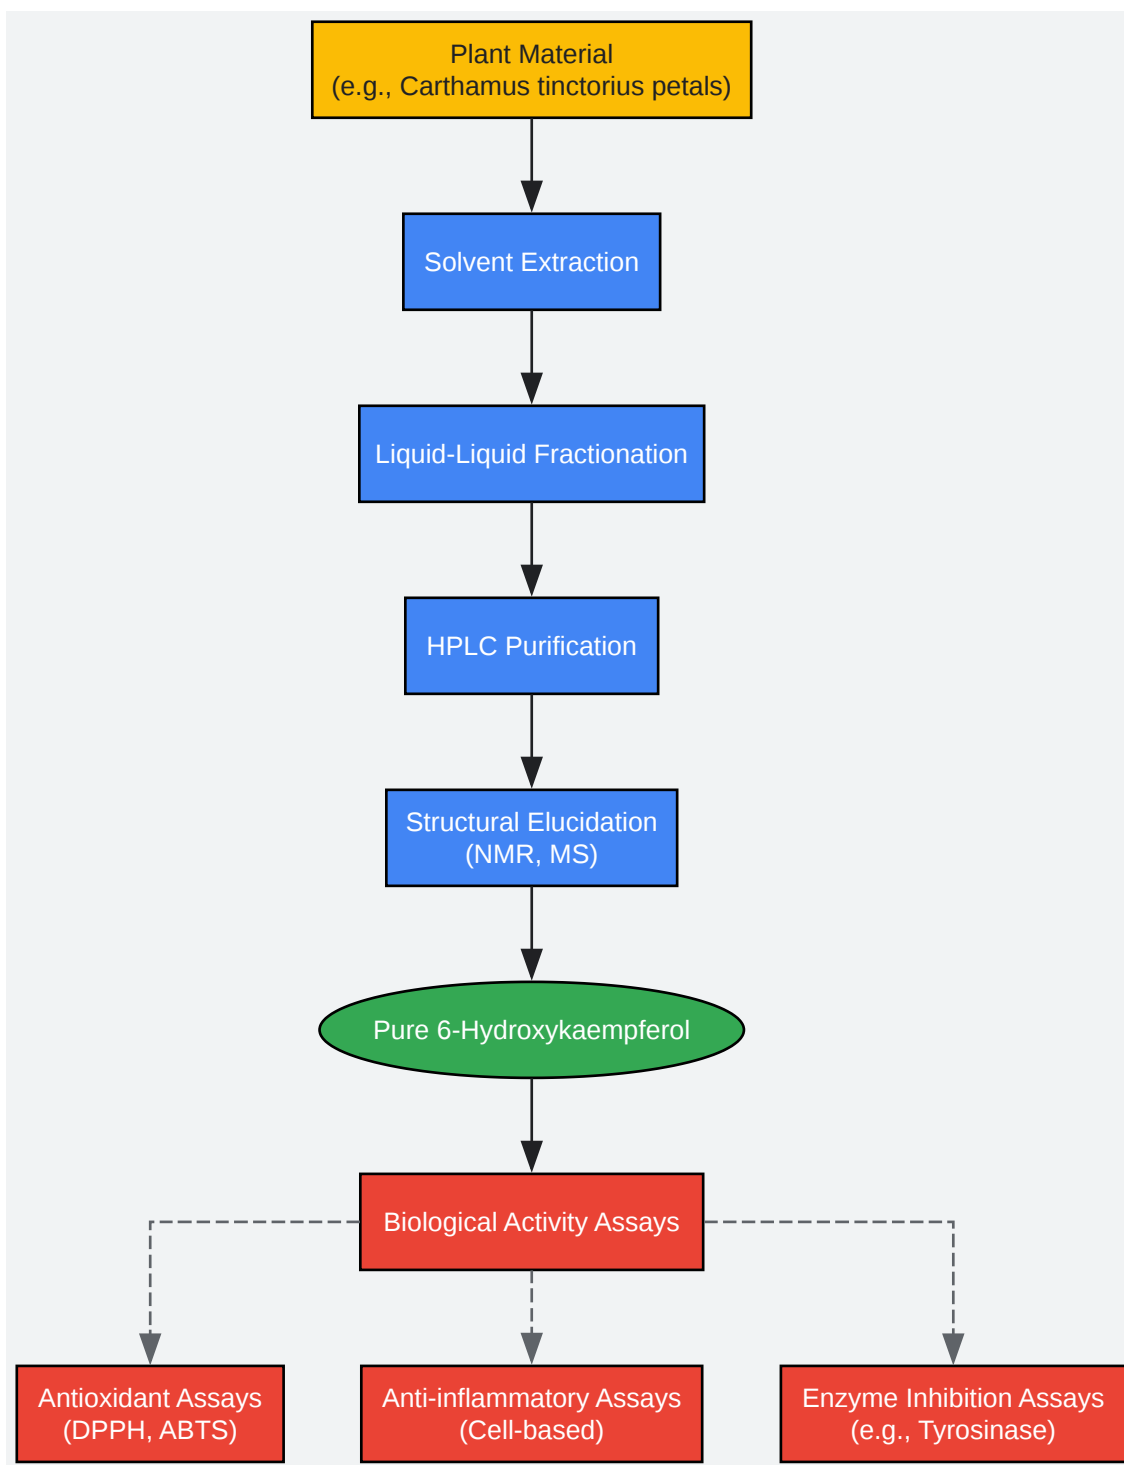 Plant Material
(e.g., Carthamus tinctorius petals)
Solvent Extraction
Liquid-Liquid Fractionation
HPLC Purification
Structural Elucidation
(NMR, MS)
Pure 6-Hydroxykaempferol
Biological Activity Assays
Antioxidant Assays
(DPPH, ABTS)
Anti-inflammatory Assays
(Cell-based)
Enzyme Inhibition Assays
(e.g., Tyrosinase)